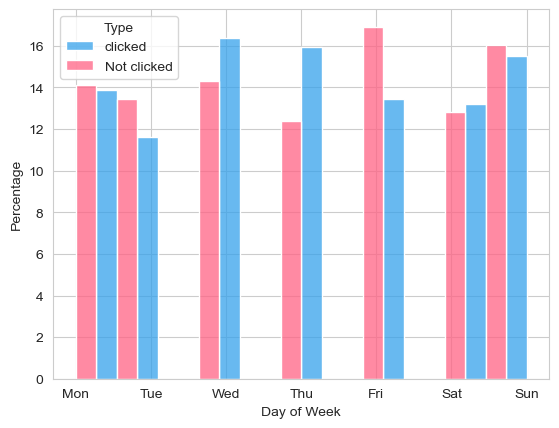 Type
clicked
Not clicked
16
14
12
10
8
6
4
2
0
Percentage
Mon Tue Wed Thu Fri Sat Sun
Day of Week